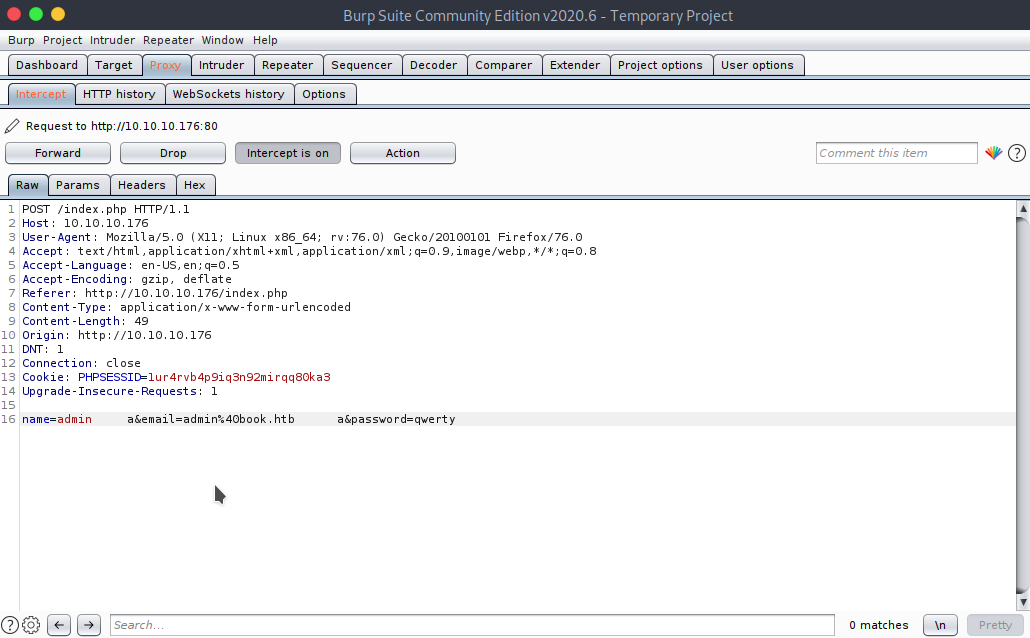 Burp Suite Community Edition v2020.6 - Temporary Project
Burp Project Intruder Repeater Window Help
Dashboard Target Proxy Intruder Repeater Sequencer Decoder Comparer Extender Project options User options
Intercept HTTP history WebSockets history Options
Request to http://10.10.10.176:80
Forward Drop Intercept is on Action Comment this item ?
Raw Params Headers Hex
1 POST /index.php HTTP/1.1
2 Host: 10.10.10.176
3 User-Agent: Mozilla/5.0 (X11; Linux x86_64; rv:76.0) Gecko/20100101 Firefox/76.0
4 Accept: text/html,application/xhtml+xml,application/xml;q=0.9,image/webp,*/*;q=0.8
5 Accept-Language: en-US,en;q=0.5
6 Accept-Encoding: gzip, deflate
7 Referer: http://10.10.10.176/index.php
8 Content-Type: application/x-www-form-urlencoded
9 Content-Length: 49
10 Origin: http://10.10.10.176
11 DNT: 1
12 Connection: close
13 Cookie: PHPSESSID=1ur4rvb4p9iq3n92mirqq80ka3
14 Upgrade-Insecure-Requests: 1
15
16 name=admin     a&email=admin%40book.htb      a&password=qwerty
? Search... 0 matches \n Pretty